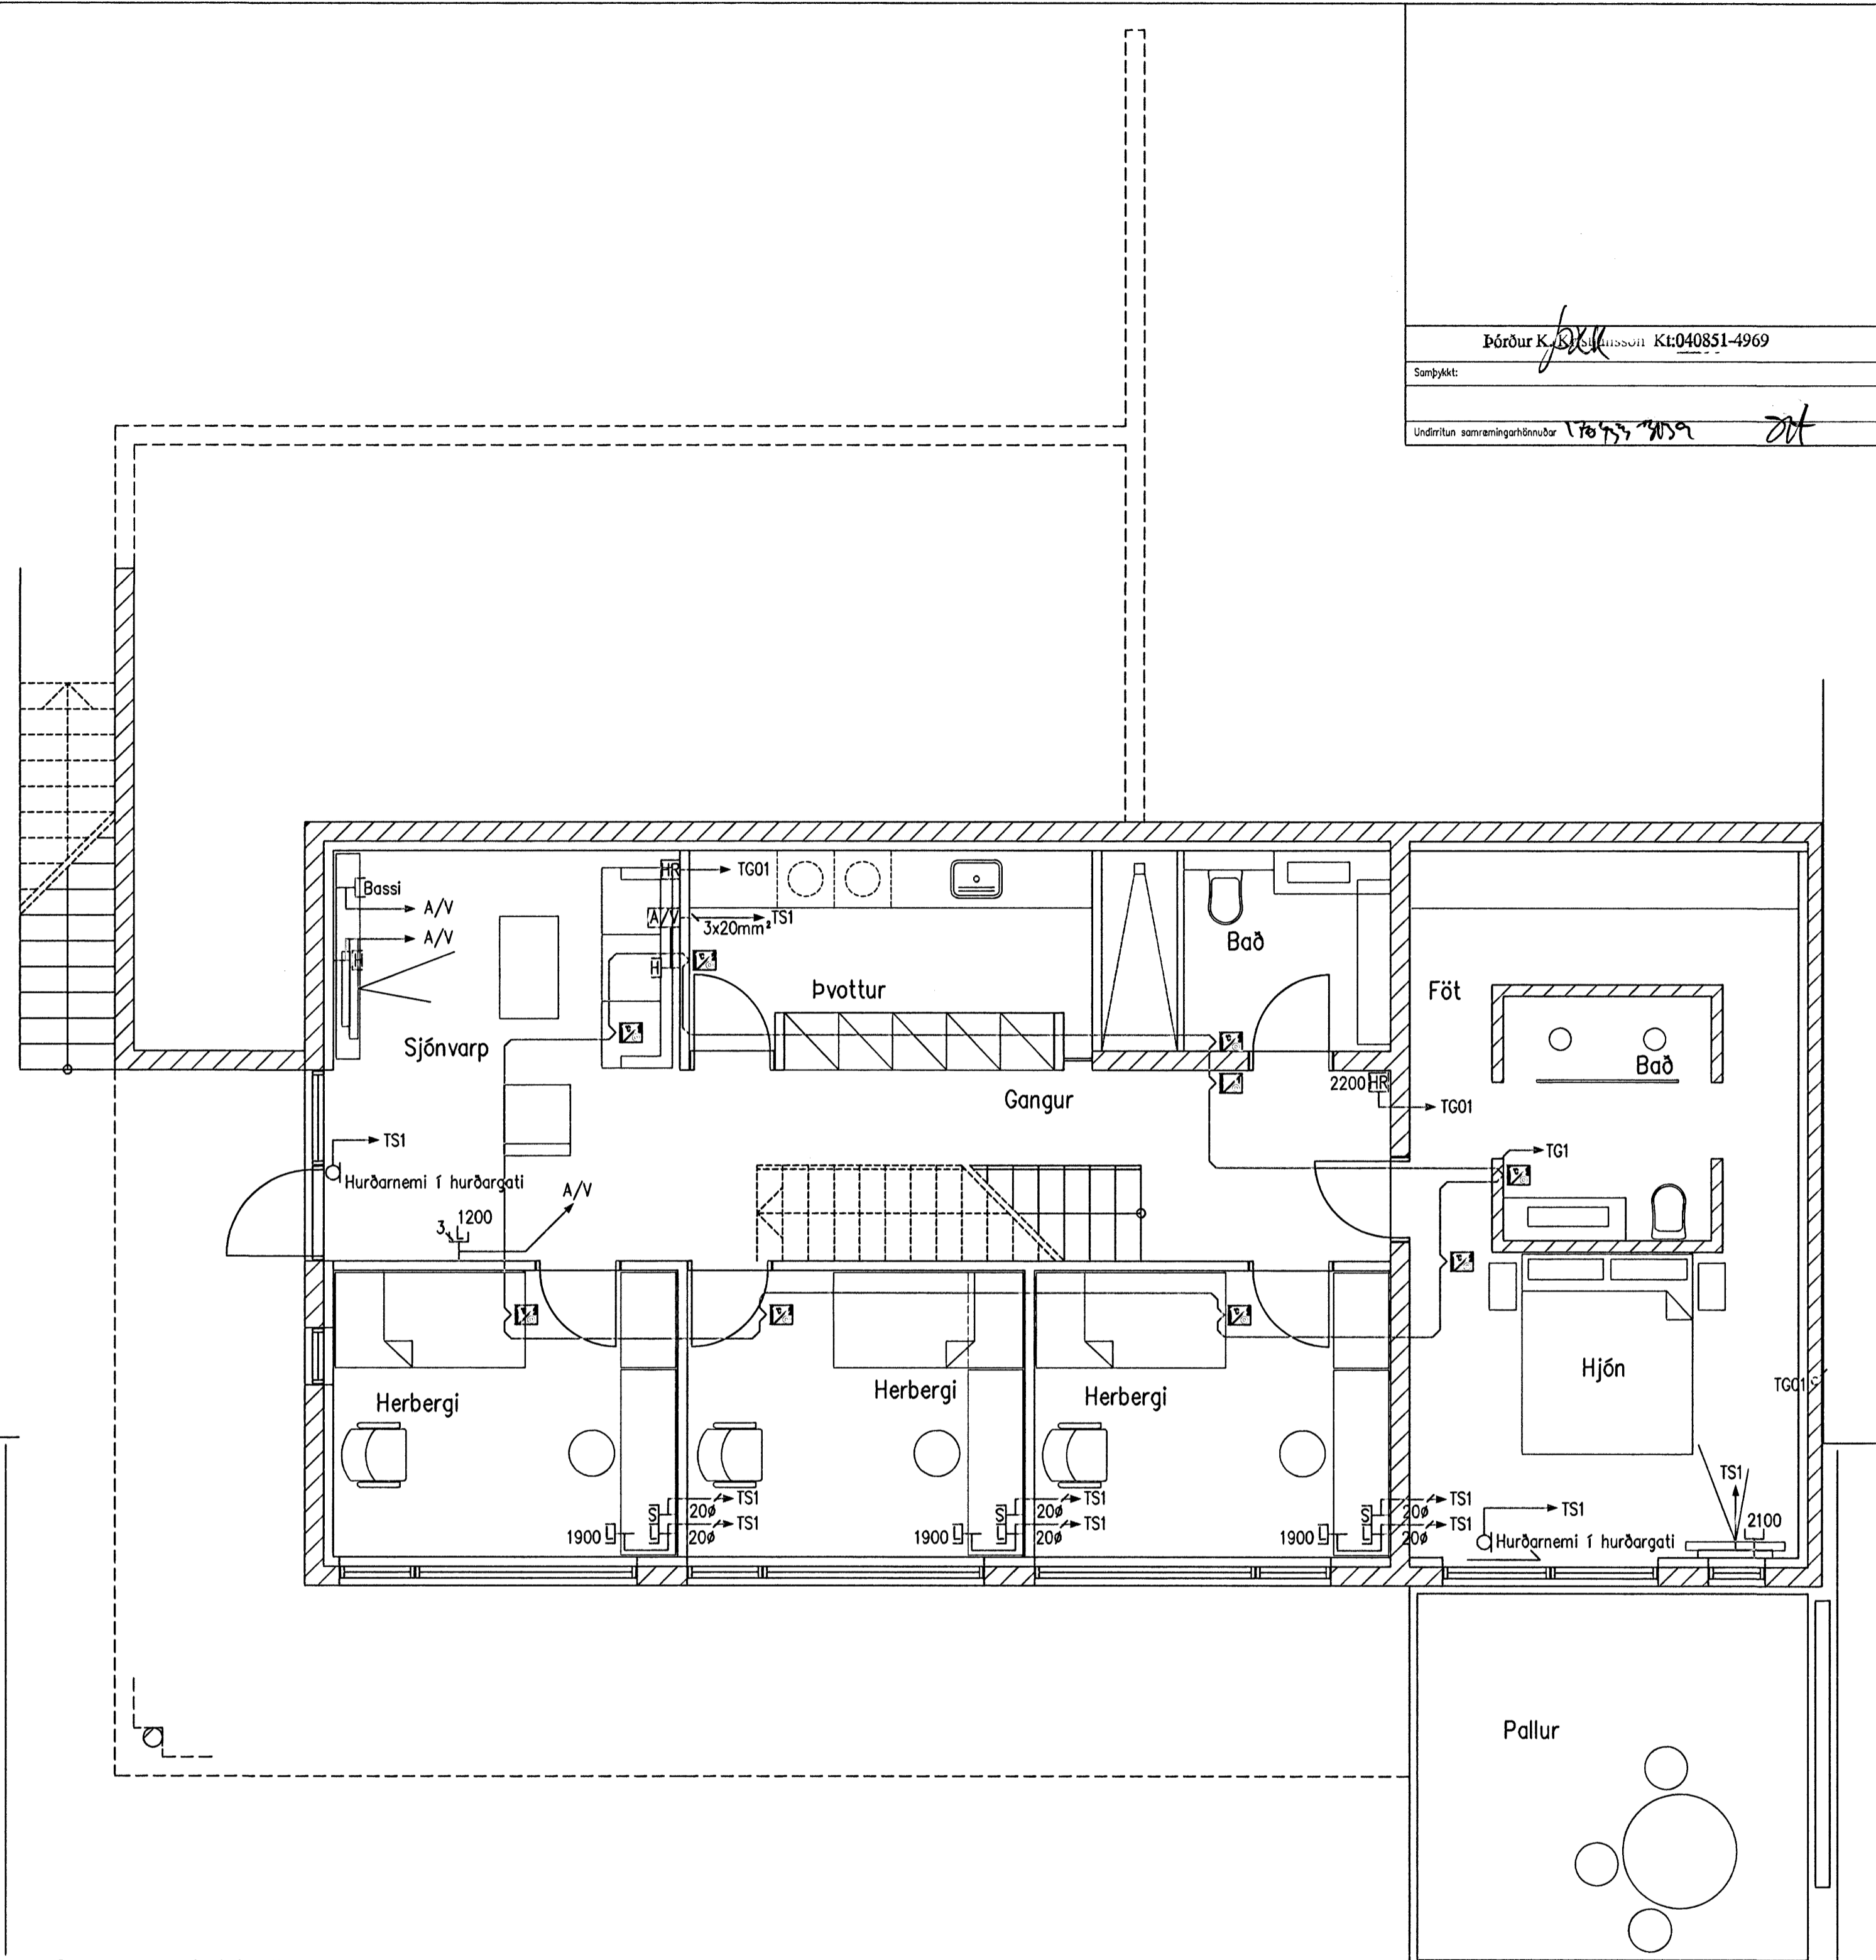 Þórður K. Kt:040851-4969
Samþykkt:
Undirritun samræmingarhönnuðar
HR TG01
Bassi
A/V
A/V TS1
3x20mm²
A/V
H
H
Bað
Þvottur
Föt
Sjónvarp
Bað
2200 HR
Gangur
TG01
TS1
TG1
Hurðarnemi í hurðargati
A/V
1200
3
L
Hjón
TG01
Herbergi
Herbergi
Herbergi
TS1
S 20ø TS1
S 20ø TS1
S 20ø TS1
TS1
1900 L L 20ø TS1
1900 L L 20ø TS1
1900 L L 20ø TS1
2100
Hurðarnemi í hurðargati
Pallur